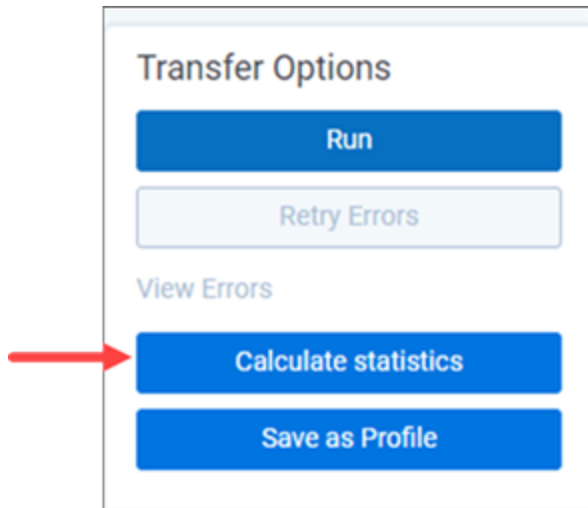 Transfer Options
Run
Retry Errors
View Errors
Calculate statistics
Save as Profile